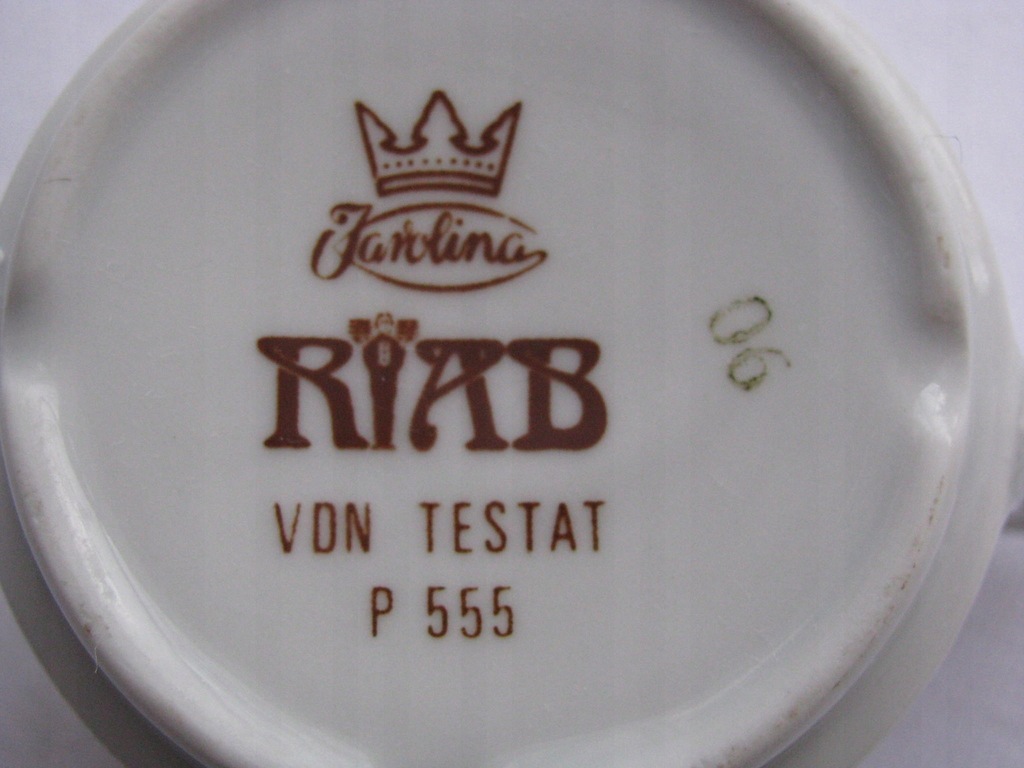 Karolina
RIAB
06
VDN TESTAT
P 555